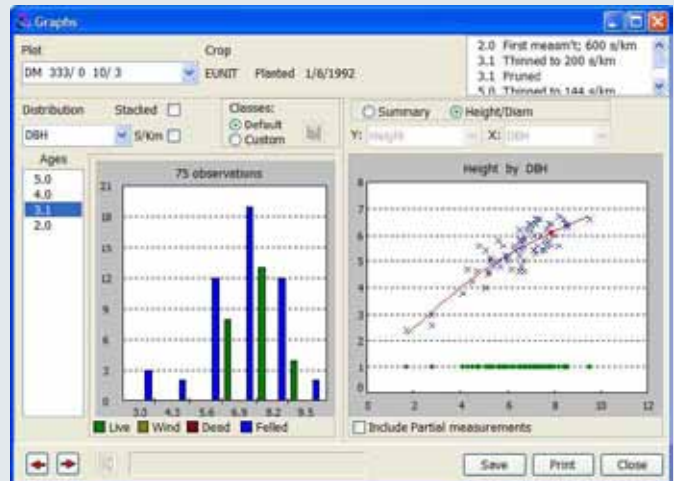 Graphs
Plot
Crop
DM 333/ 0 10/ 3
EUNIT Planted 1/6/1992
2.0 First measm't; 600 s/km
3.1 Thinned to 200 s/km
3.1 Pruned
5.0 Thinned to 144 s/km
Distribution
Stacked
DBH
S/Km
Classes:
Default
Custom
Summary
Height/Diam
Y: Height
X: DBH
Ages
5.0
4.0
3.1
2.0
75 observations
21
18
15
12
9
6
3
0
3.0 4.3 5.6 6.9 8.2 9.5
Live Wind Dead Felled
Height by DBH
8
7
6
5
4
3
2
1
0
0 2 4 6 8 10 12
Include Partial measurements
Save
Print
Close